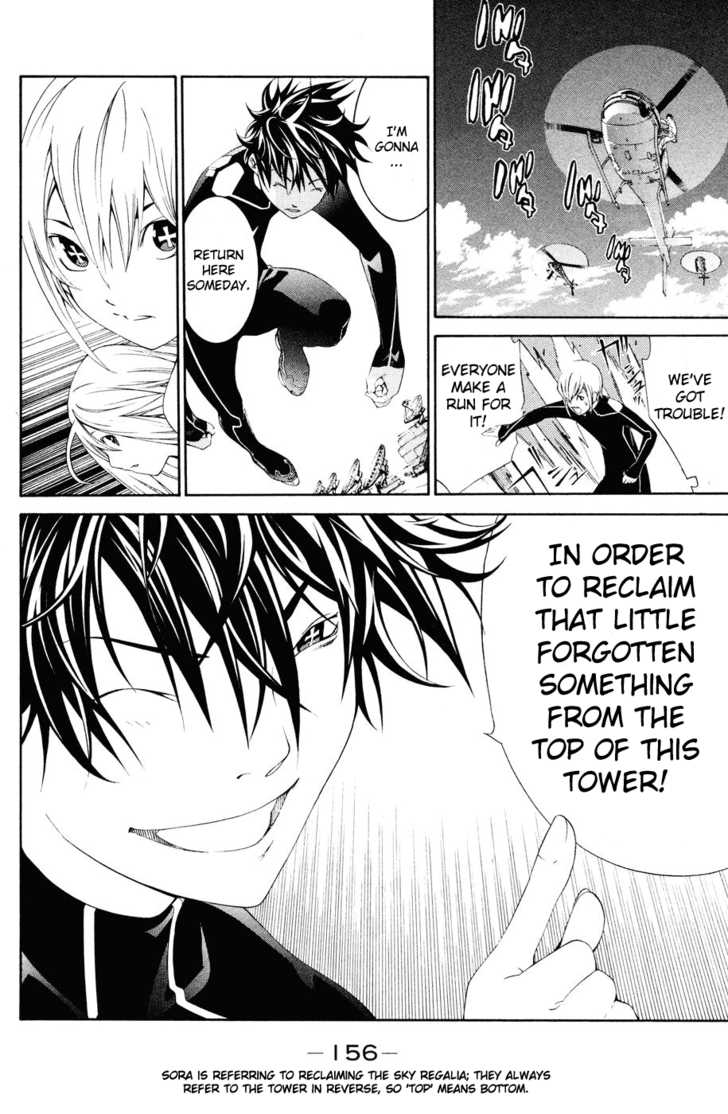 WE'VE
GOT
TROUBLE!
EVERYONE
MAKE A
RUN FOR
IT!
I'M
GONNA
...
RETURN
HERE
SOMEDAY.
IN ORDER
TO RECLAIM
THAT LITTLE
FORGOTTEN
SOMETHING
FROM THE
TOP OF THIS
TOWER!
—156—
SORA IS REFERRING TO RECLAIMING THE SKY REGALIA; THEY ALWAYS
REFER TO THE TOWER IN REVERSE, SO 'TOP' MEANS BOTTOM.